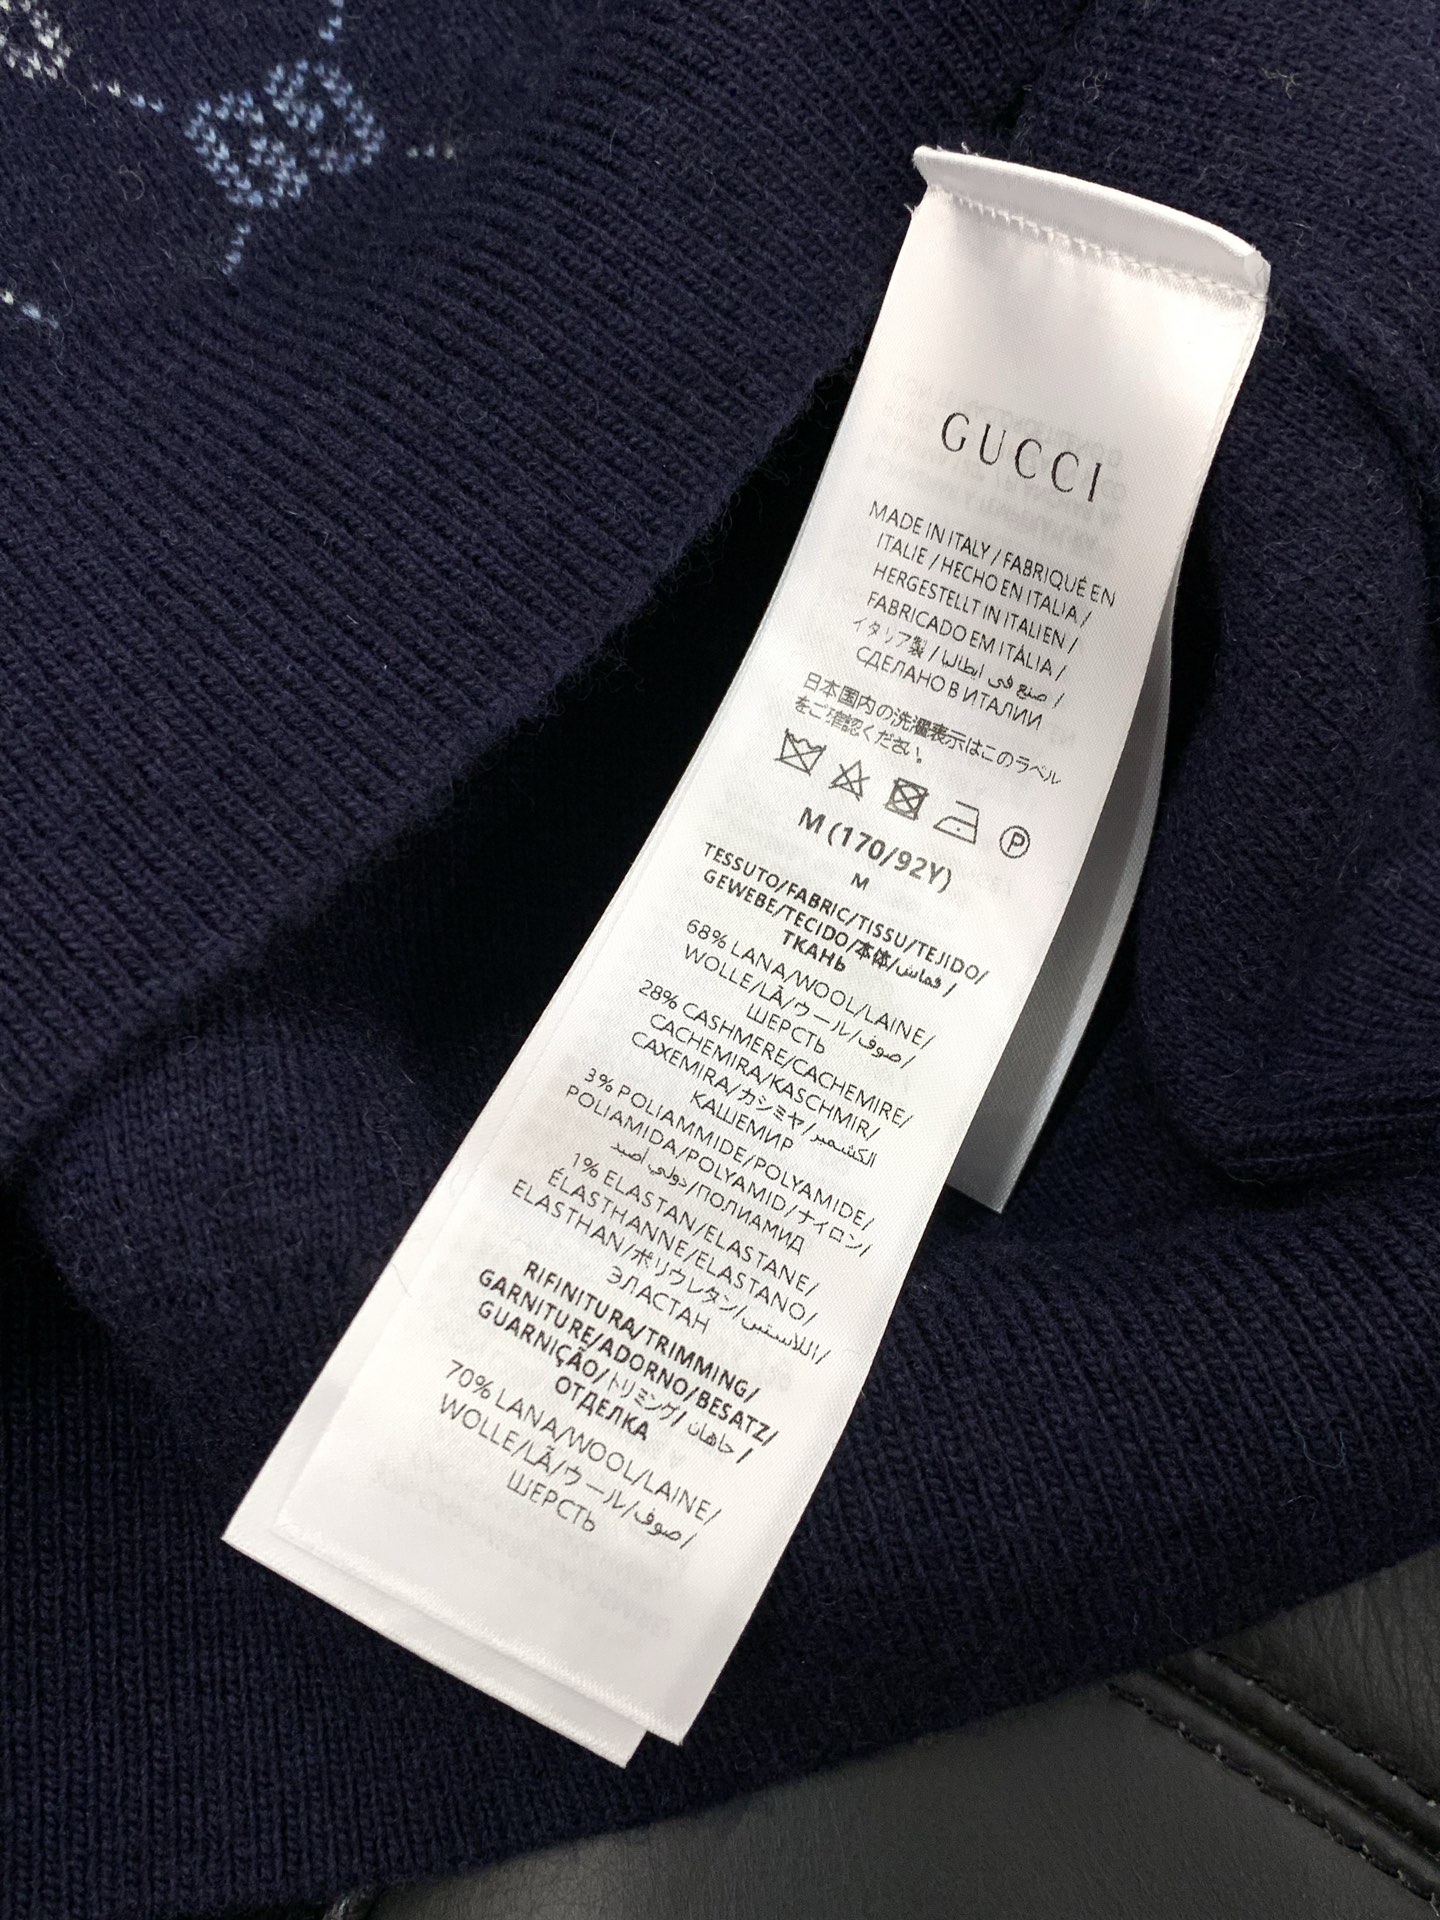 GUCCI
MADE IN ITALY / FABRIQUÉ EN
ITALIE / HECHO EN ITALIA /
HERGESTELLT IN ITALIEN /
FABRICADO EM ITÀLIA /
イタリア製 / صنع في ايطاليا /
СДЕЛАНО В ИТАЛИИ
日本国内の洗濯表示はこのラベル
をご確認ください。
P
M (170/92Y)
M
TESSUTO/FABRIC/TISSU/TEJIDO/
GEWEBE/TECIDO/本体/قماش/
ТКАНЬ
68% LANA/WOOL/LAINE/
WOLLE/LÃ/ウール/صوف/
ШЕРСТЬ
28% CASHMERE/CACHEMIRE/
CACHEMIRA/KASCHMIR/
CAXEMIRA/カシミヤ/الكشمير/
КАШЕМИР
3% POLIAMMIDE/POLYAMIDE/
POLIAMIDA/POLYAMID/ナイロン/
دولي أميد/ПОЛИАМИД
1% ELASTAN/ELASTANE/
ÉLASTHANNE/ELASTANO/
ELASTHAN/ポリウレタン/اللاستس/
ЭЛАСТАН
RIFINITURA/TRIMMING/
GARNITURE/ADORNO/BESATZ/
GUARNIÇÃO/トリミング/حاهات/
ОТДЕЛКА
70% LANA/WOOL/LAINE/
WOLLE/LÃ/ウール/صوف/
ШЕРСТЬ